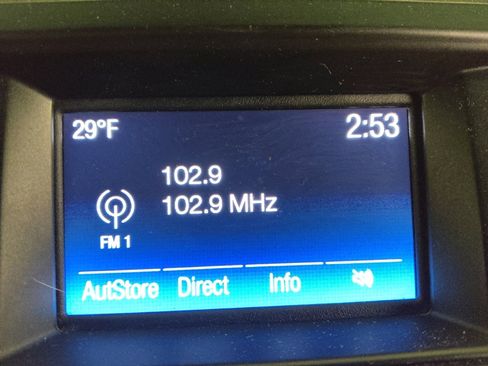 29°F 2:53
102.9
102.9 MHz
FM 1
AutStore Direct Info